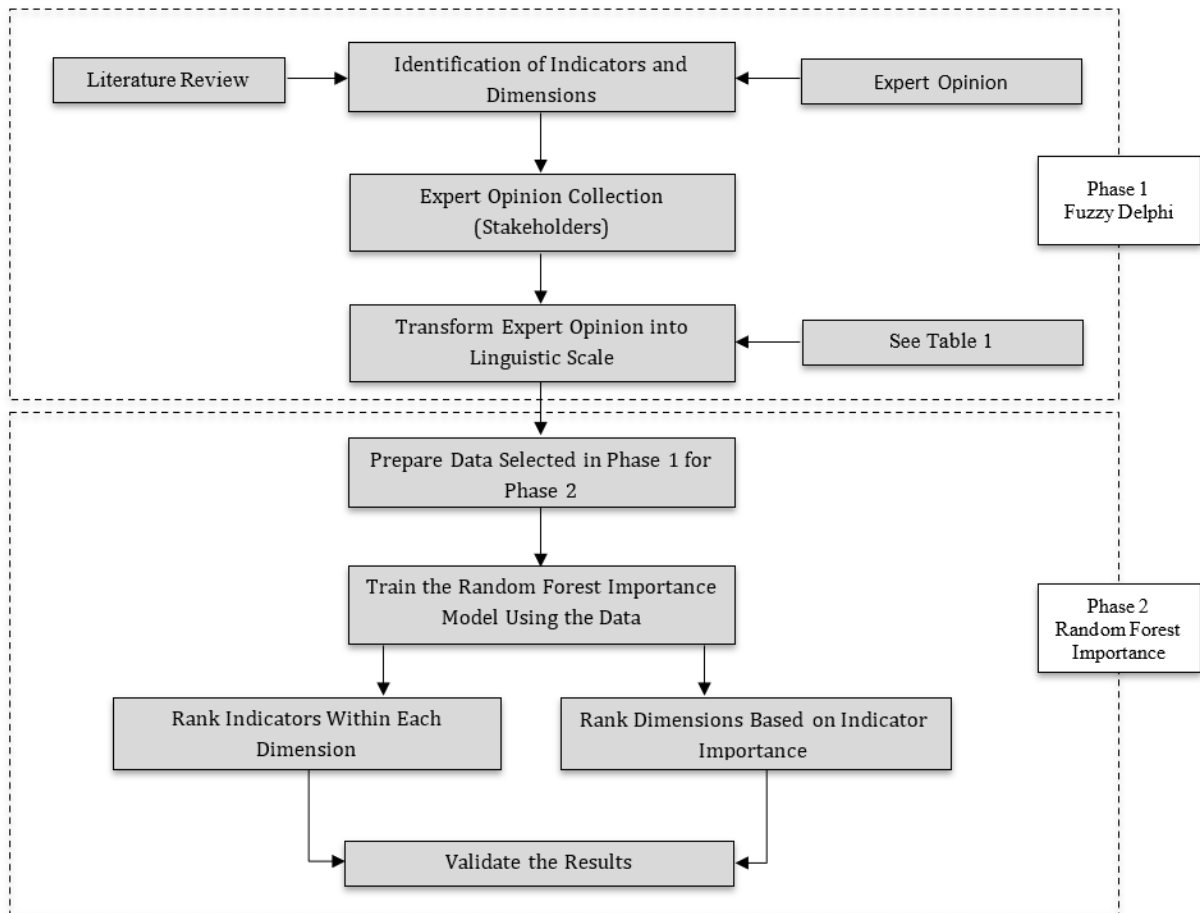 Literature Review
Identification of Indicators and
Dimensions
Expert Opinion
Expert Opinion Collection
(Stakeholders)
Phase 1
Fuzzy Delphi
Transform Expert Opinion into
Linguistic Scale
See Table 1
Prepare Data Selected in Phase 1 for
Phase 2
Train the Random Forest Importance
Model Using the Data
Phase 2
Random Forest
Importance
Rank Indicators Within Each
Dimension
Rank Dimensions Based on Indicator
Importance
Validate the Results